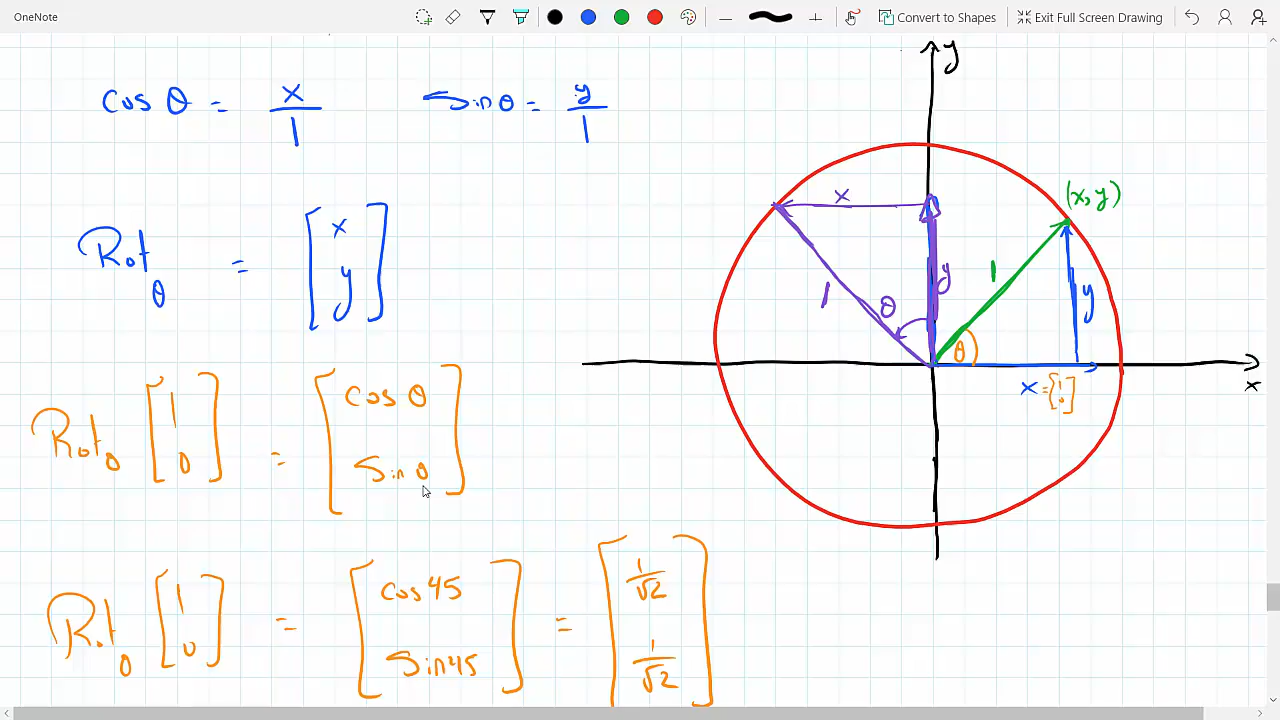 OneNote
Convert to Shapes
Exit Full Screen Drawing
cos θ = x/1 sin θ = y/1
Rot θ = [x y]
Rot θ [1 0] = [cos θ sin θ]
Rot θ [1 0] = [cos 45 sin 45] = [1/√2 1/√2]
y
(x, y)
x
1
θ
y
1
y
θ
x = [1 0]
x